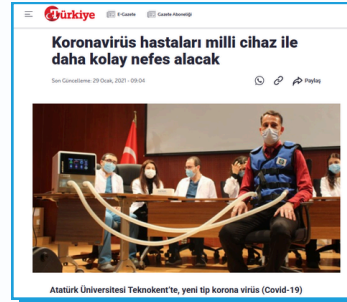 Türkiye E-Gazete Gazete Aboneliği
Koronavirüs hastaları milli cihaz ile
daha kolay nefes alacak
Son Güncelleme: 29 Ocak, 2021 - 09:04 Paylaş
Atatürk Üniversitesi Teknokent'te, yeni tip korona virüs (Covid-19)